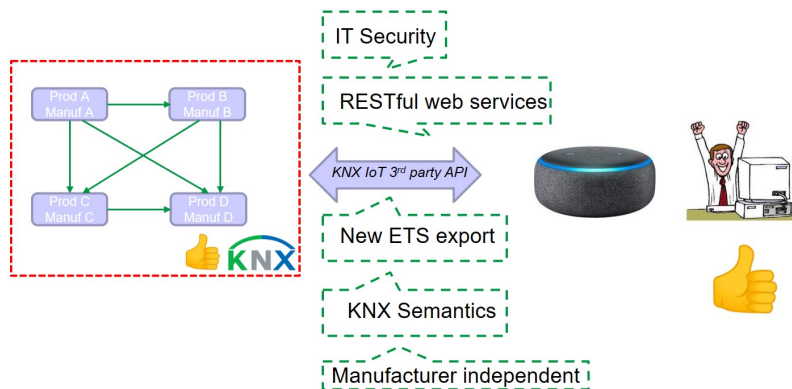 IT Security
RESTful web services
Prod A
Manuf A
Prod B
Manuf B
KNX IoT 3rd party API
Prod C
Manuf C
Prod D
Manuf D
KNX
New ETS export
KNX Semantics
Manufacturer independent